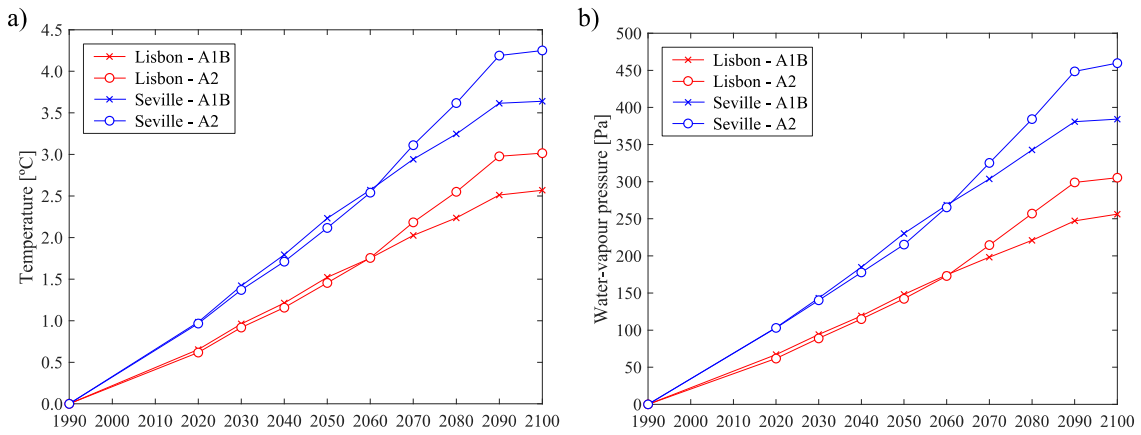 a)
4.5
4.0
3.5
3.0
2.5
2.0
1.5
1.0
0.5
0.0
Temperature [ºC]
Lisbon - A1B
Lisbon - A2
Seville - A1B
Seville - A2
1990 2000 2010 2020 2030 2040 2050 2060 2070 2080 2090 2100
b)
500
450
400
350
300
250
200
150
100
50
0
Water-vapour pressure [Pa]
Lisbon - A1B
Lisbon - A2
Seville - A1B
Seville - A2
1990 2000 2010 2020 2030 2040 2050 2060 2070 2080 2090 2100